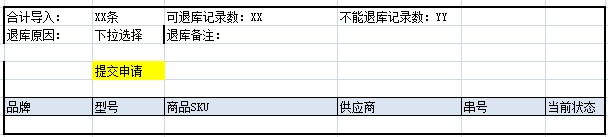 合计导入： XX条 可退库记录数：XX 不能退库记录数：YY
退库原因： 下拉选择 退库备注：
提交申请
品牌 型号 商品SKU 供应商 串号 当前状态